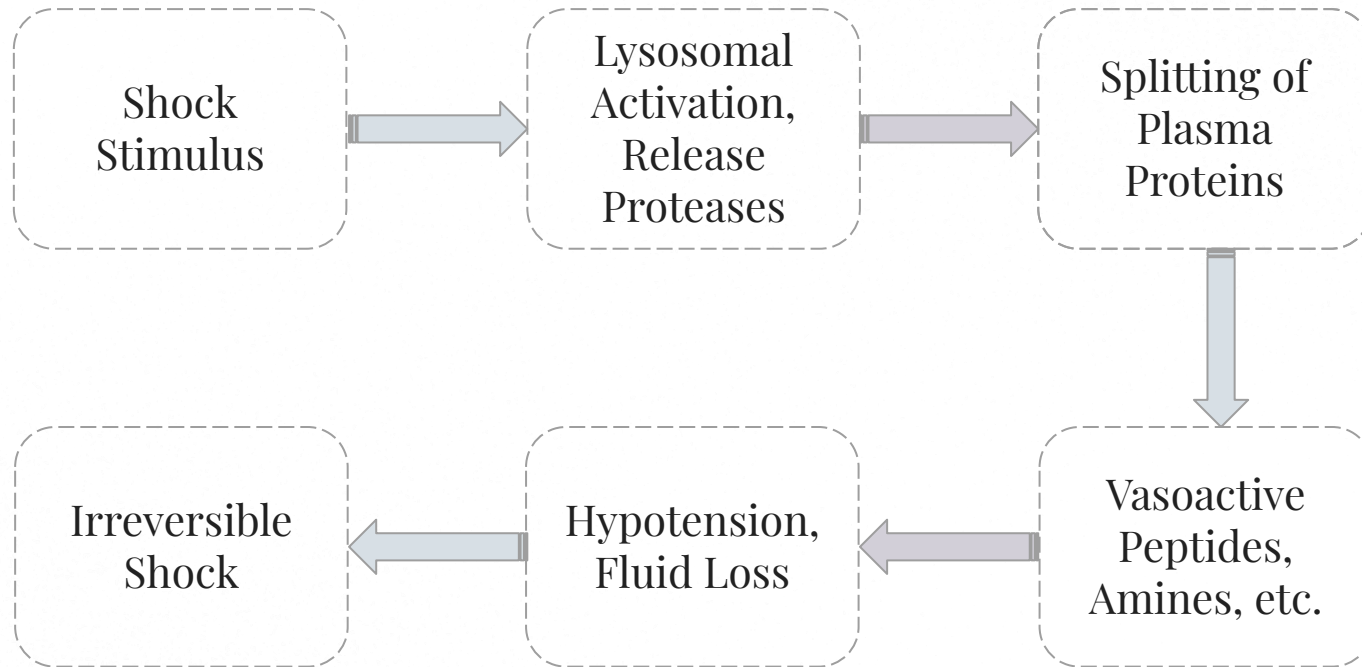 Shock
Stimulus
Lysosomal
Activation,
Release
Proteases
Splitting of
Plasma
Proteins
Vasoactive
Peptides,
Amines, etc.
Hypotension,
Fluid Loss
Irreversible
Shock